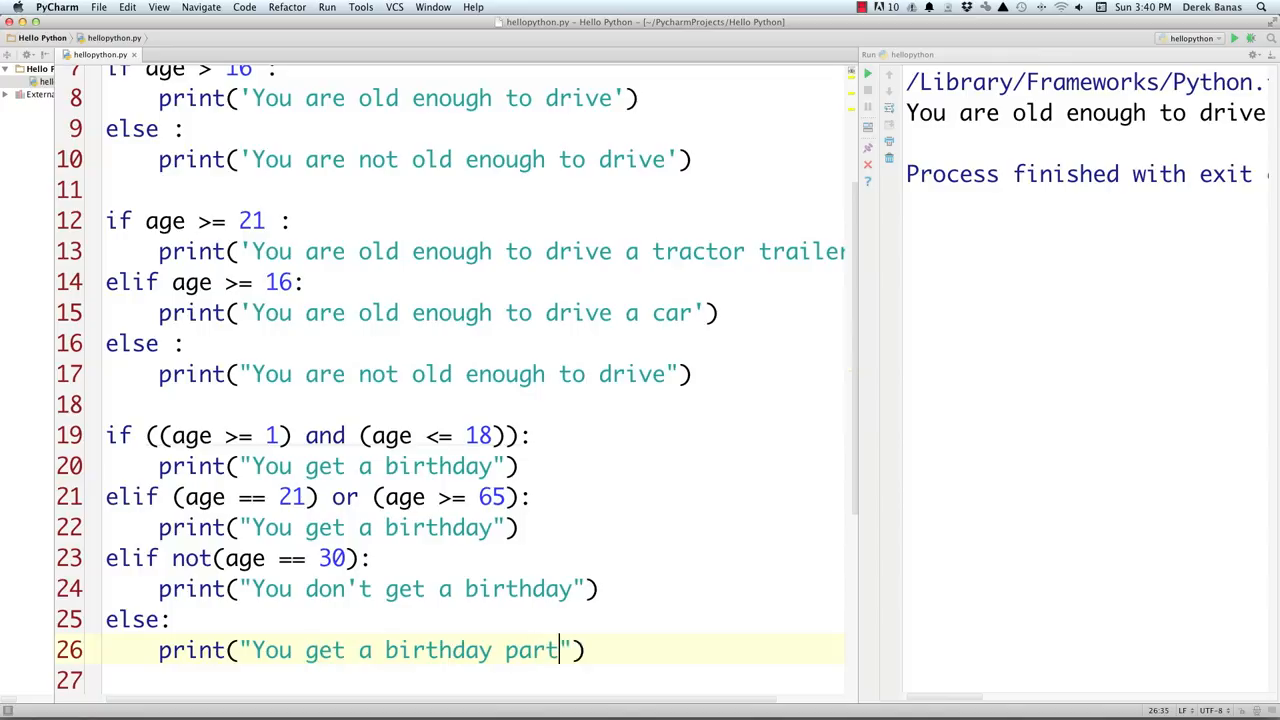 PyCharm File Edit View Navigate Code Refactor Run Tools VCS Window Help 10 Sun 3:40 PM Derek Banas
hellopython.py – Hello Python – [~/PycharmProjects/Hello Python]
Hello Python hellopython.py hellopython
hellopython.py Run hellopython
Hello P
hello
Extern
7 if age > 16 :
8 print('You are old enough to drive')
9 else :
10 print('You are not old enough to drive')
11
12 if age >= 21 :
13 print('You are old enough to drive a tractor trailer
14 elif age >= 16:
15 print('You are old enough to drive a car')
16 else :
17 print("You are not old enough to drive")
18
19 if ((age >= 1) and (age <= 18)):
20 print("You get a birthday")
21 elif (age == 21) or (age >= 65):
22 print("You get a birthday")
23 elif not(age == 30):
24 print("You don't get a birthday")
25 else:
26 print("You get a birthday part")
27
/Library/Frameworks/Python.
You are old enough to drive
Process finished with exit
26:35 LF UTF-8